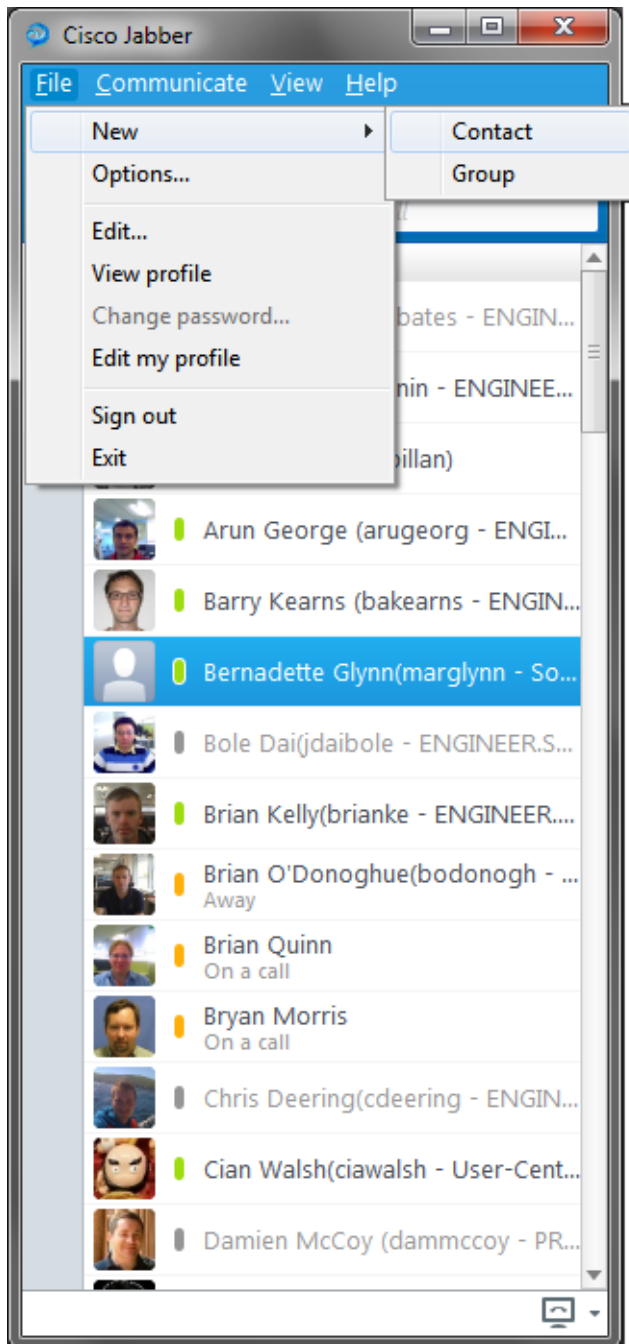 Cisco Jabber
File Communicate View Help
New
Contact
Options...
Group
Edit...
View profile
Change password...
bates - ENGIN...
Edit my profile
nin - ENGINEE...
Sign out
Exit
illan)
Arun George (arugeorg - ENGI...
Barry Kearns (bakearns - ENGIN...
Bernadette Glynn(marglynn - So...
Bole Dai(jdaibole - ENGINEER.S...
Brian Kelly(brianke - ENGINEER....
Brian O'Donoghue(bodonogh - ...
Away
Brian Quinn
On a call
Bryan Morris
On a call
Chris Deering(cdeering - ENGIN...
Cian Walsh(ciawalsh - User-Cent...
Damien McCoy (dammccoy - PR...